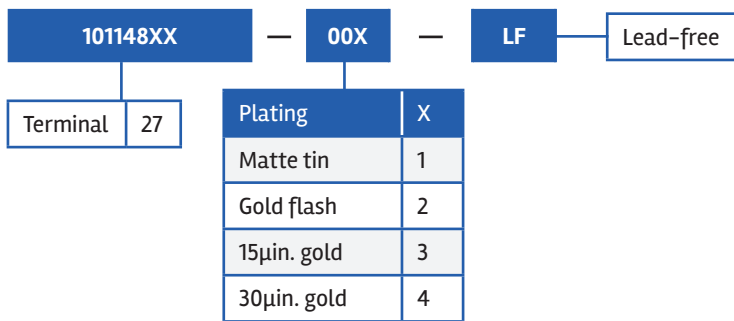 101148XX — 00X — LF Lead-free
Terminal 27
Plating X
Matte tin 1
Gold flash 2
15µin. gold 3
30µin. gold 4